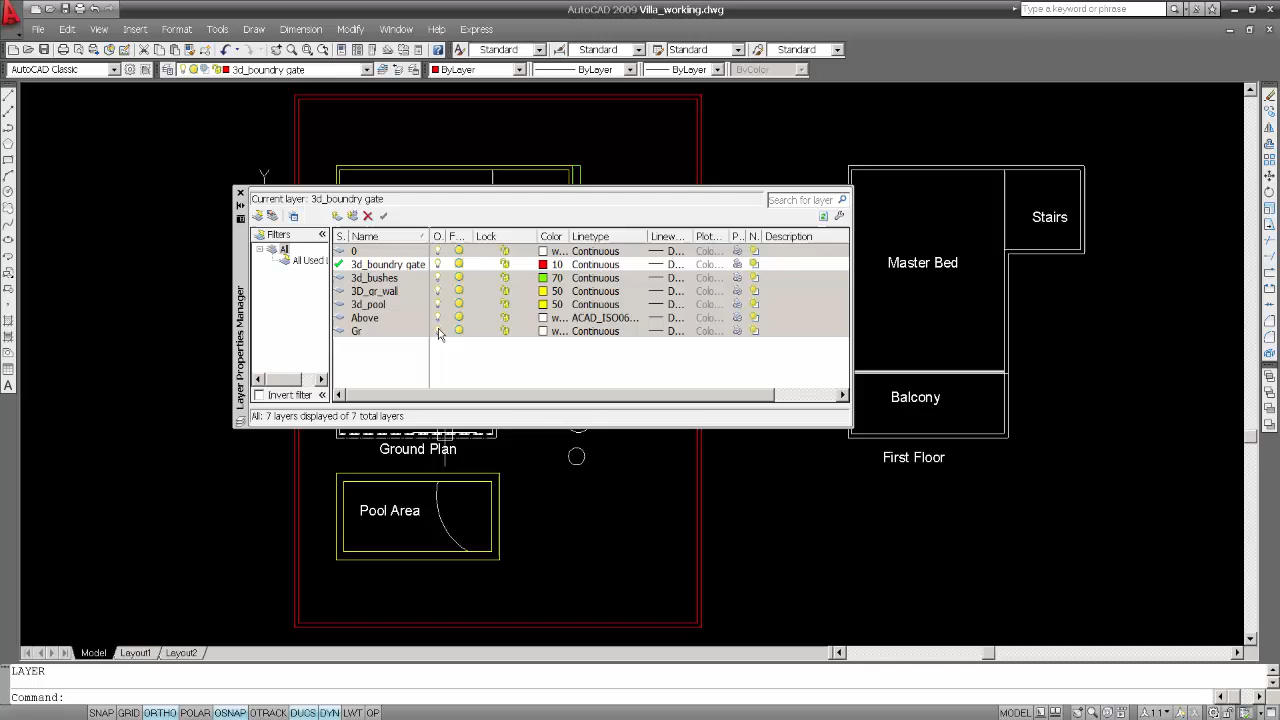 AutoCAD 2009 Villa_working.dwg
Type a keyword or phrase
File Edit View Insert Format Tools Draw Dimension Modify Window Help Express
Standard Standard Standard Standard
AutoCAD Classic 3d_boundry gate ByLayer ByLayer ByLayer ByColor
Y
Current layer: 3d_boundry gate
Search for layer
Filters «
S. Name O. F... Lock Color Linetype Linew... Plot... P... N. Description
All
All Used L
0 w... Continuous D... Colo...
3d_boundry gate 10 Continuous D... Colo...
3d_bushes 70 Continuous D... Colo...
3D_gr_wall 50 Continuous D... Colo...
3d_pool 50 Continuous D... Colo...
Above w... ACAD_ISO06... D... Colo...
Gr w... Continuous D... Colo...
Invert filter «
All: 7 layers displayed of 7 total layers
Layer Properties Manager
Stairs
Master Bed
Balcony
First Floor
Ground Plan
Pool Area
Model Layout1 Layout2
LAYER
Command:
SNAP GRID ORTHO POLAR OSNAP OTRACK DUCS DYN LWT QP
MODEL 1:1